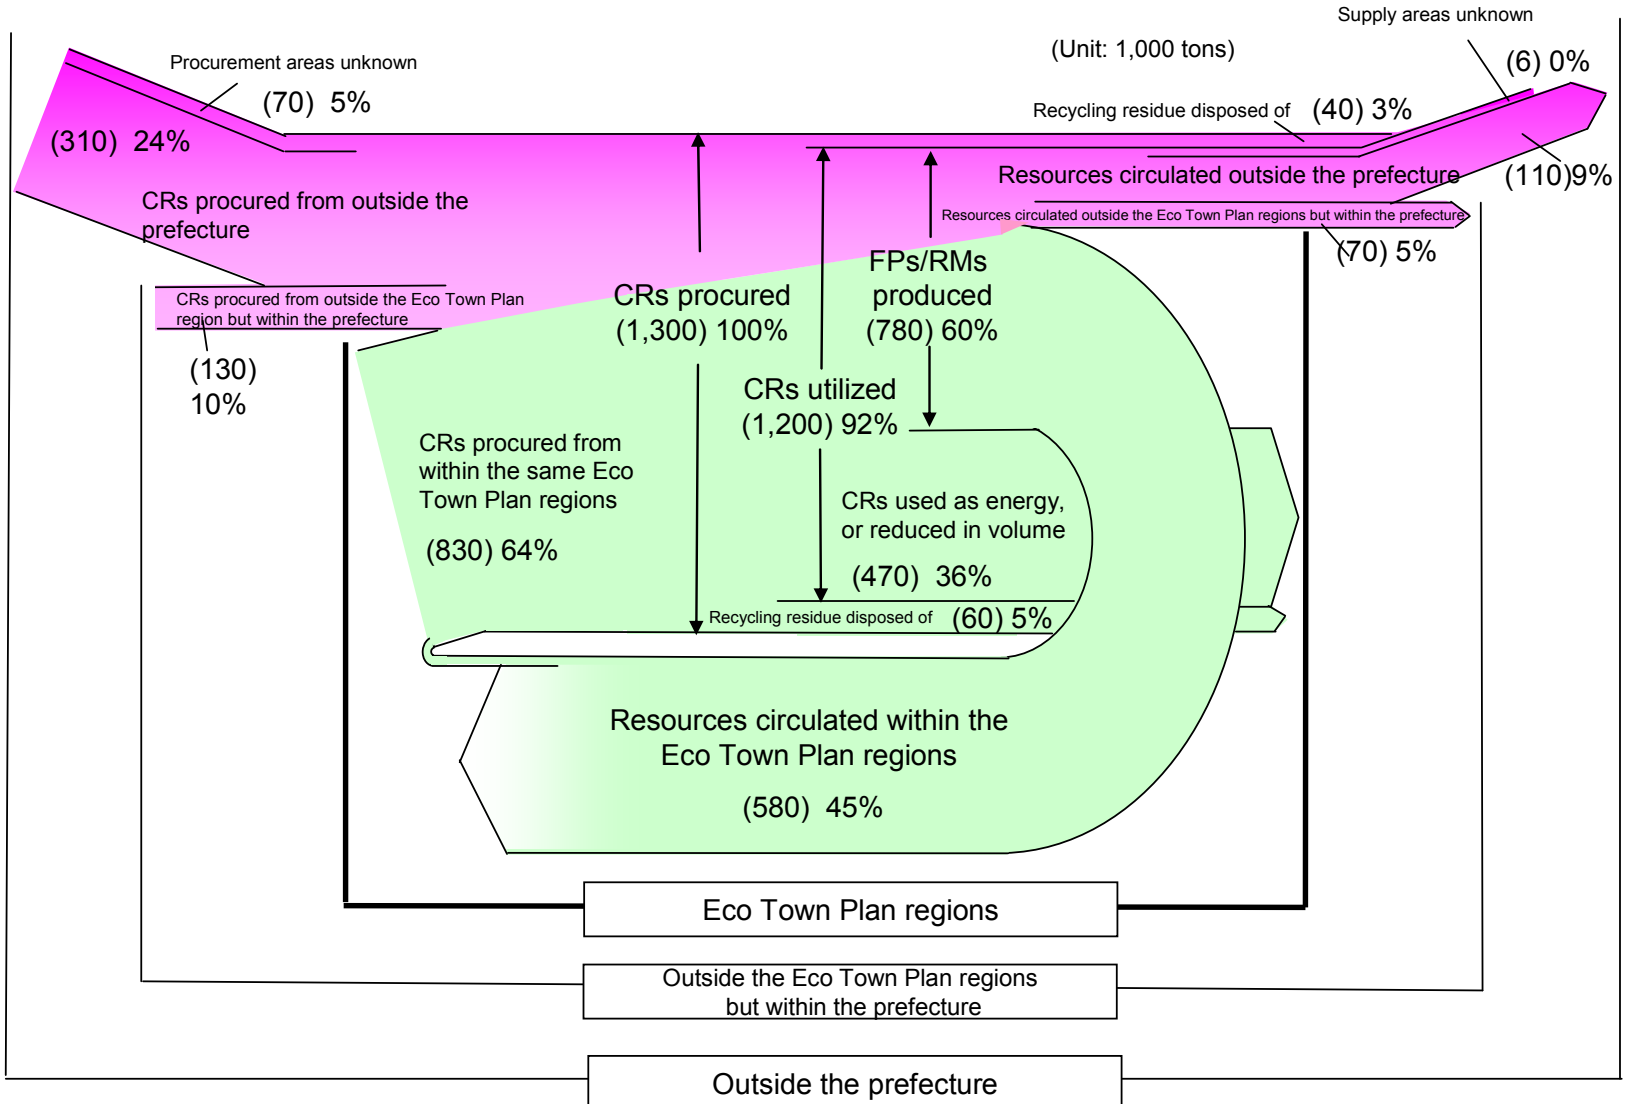 Supply areas unknown
(Unit: 1,000 tons)
(6) 0%
Procurement areas unknown
(70) 5%
Recycling residue disposed of
(40) 3%
(310) 24%
Resources circulated outside the prefecture
(110)9%
CRs procured from outside the
prefecture
Resources circulated outside the Eco Town Plan regions but within the prefecture
(70) 5%
CRs procured from outside the Eco Town Plan
region but within the prefecture
(130)
10%
CRs procured
(1,300) 100%
FPs/RMs
produced
(780) 60%
CRs utilized
(1,200) 92%
CRs procured from
within the same Eco
Town Plan regions
(830) 64%
CRs used as energy,
or reduced in volume
(470) 36%
Recycling residue disposed of
(60) 5%
Resources circulated within the
Eco Town Plan regions
(580) 45%
Eco Town Plan regions
Outside the Eco Town Plan regions
but within the prefecture
Outside the prefecture